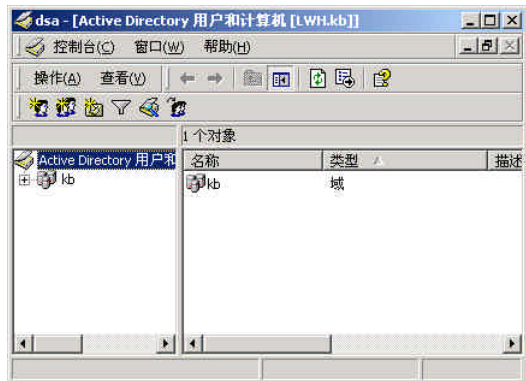 dsa - [Active Directory 用户和计算机 [LWH.kb]]
控制台(C) 窗口(W) 帮助(H)
操作(A) 查看(V)
1 个对象
Active Directory 用户和
kb
名称 类型 描述
kb 域